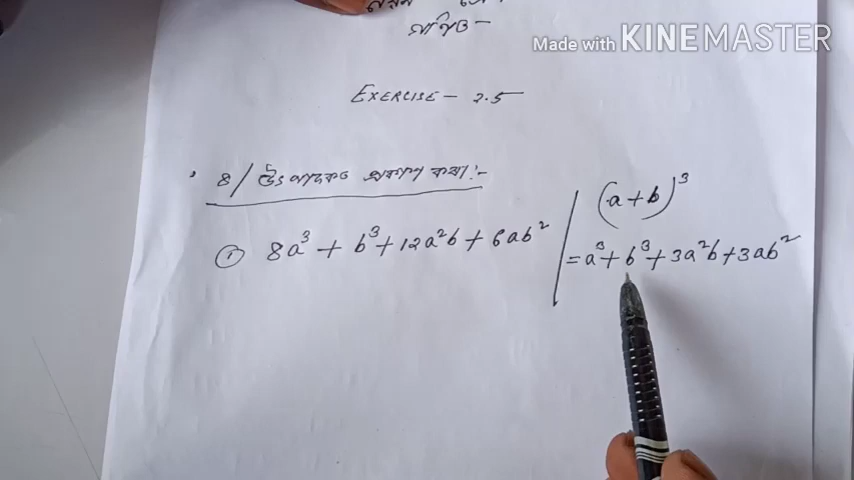 Made with KINEMASTER
গণিত-
EXERCISE - 2.5
8/ উৎপাদকত প্ৰকাশ কৰা:-
(a+b)³
① 8a³ + b³ + 12a²b + 6ab²
= a³ + b³ + 3a²b + 3ab²